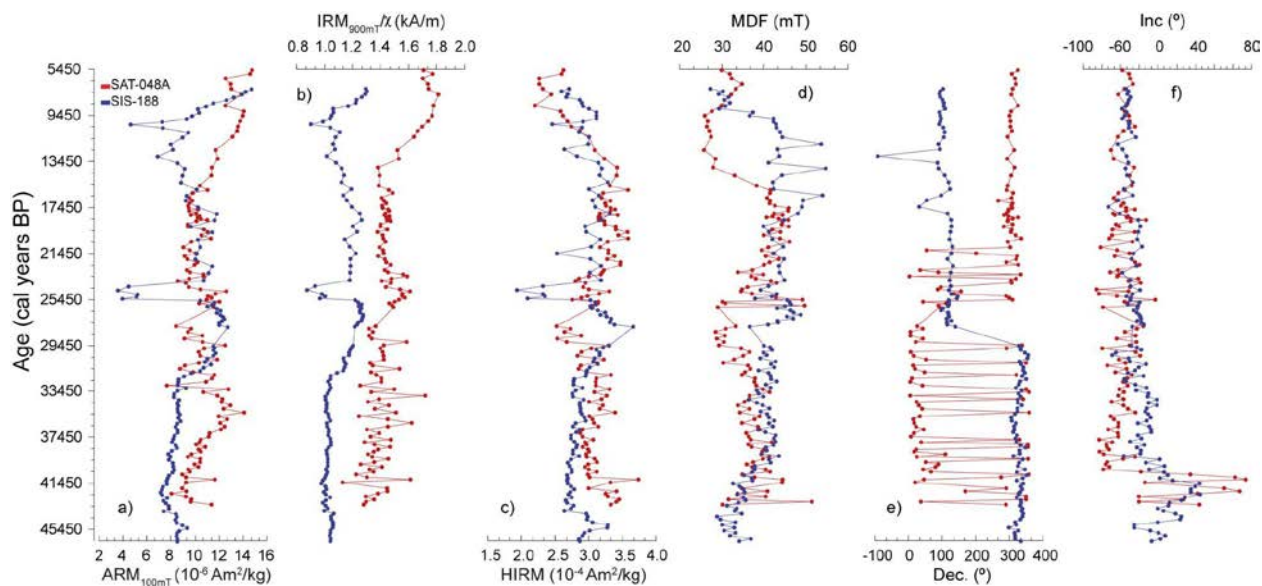 IRM900mT/χ (kA/m)
0.8 1.0 1.2 1.4 1.6 1.8 2.0
MDF (mT)
20 30 40 50 60
Inc (º)
-100 -60 -20 0 20 40 80
5450
9450
13450
17450
21450
25450
29450
33450
37450
41450
45450
Age (cal years BP)
SAT-048A
SIS-188
a)
b)
c)
d)
e)
f)
2 4 6 8 10 12 14 16
ARM100mT (10-6 Am2/kg)
1.5 2.0 2.5 3.0 3.5 4.0
HIRM (10-4 Am2/kg)
-100 0 100 200 300 400
Dec. (º)